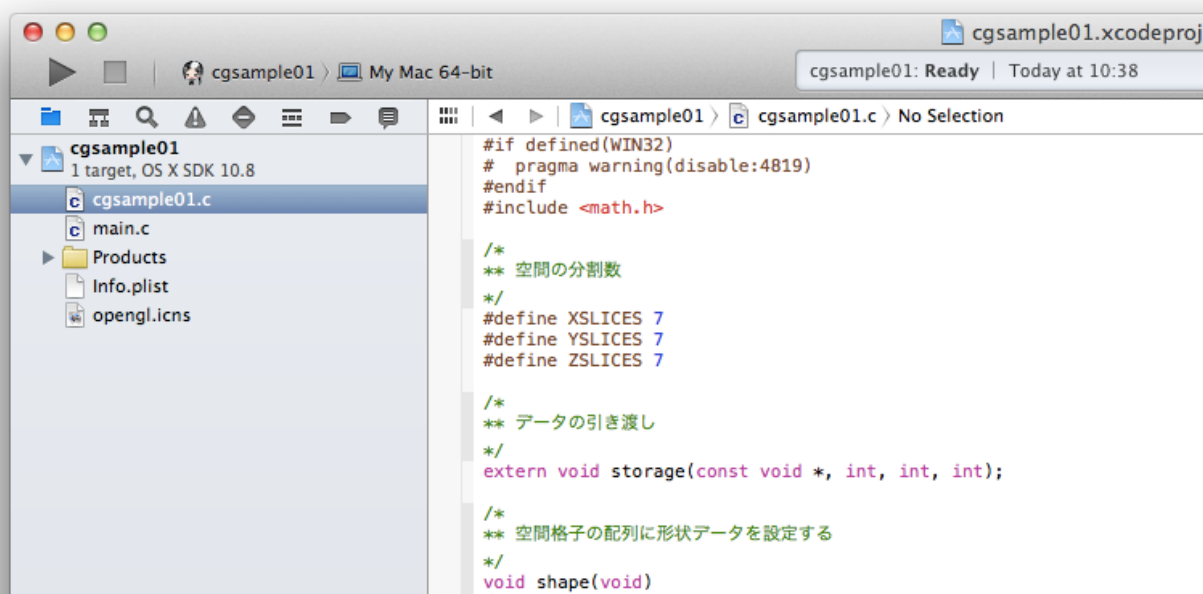 cgsample01.xcodeproj
cgsample01 〉 My Mac 64-bit
cgsample01: Ready | Today at 10:38
cgsample01 〉 cgsample01.c 〉 No Selection
cgsample01
1 target, OS X SDK 10.8
cgsample01.c
main.c
Products
Info.plist
opengl.icns
#if defined(WIN32)
#  pragma warning(disable:4819)
#endif
#include <math.h>
/*
** 空間の分割数
*/
#define XSLICES 7
#define YSLICES 7
#define ZSLICES 7
/*
** データの引き渡し
*/
extern void storage(const void *, int, int, int);
/*
** 空間格子の配列に形状データを設定する
*/
void shape(void)